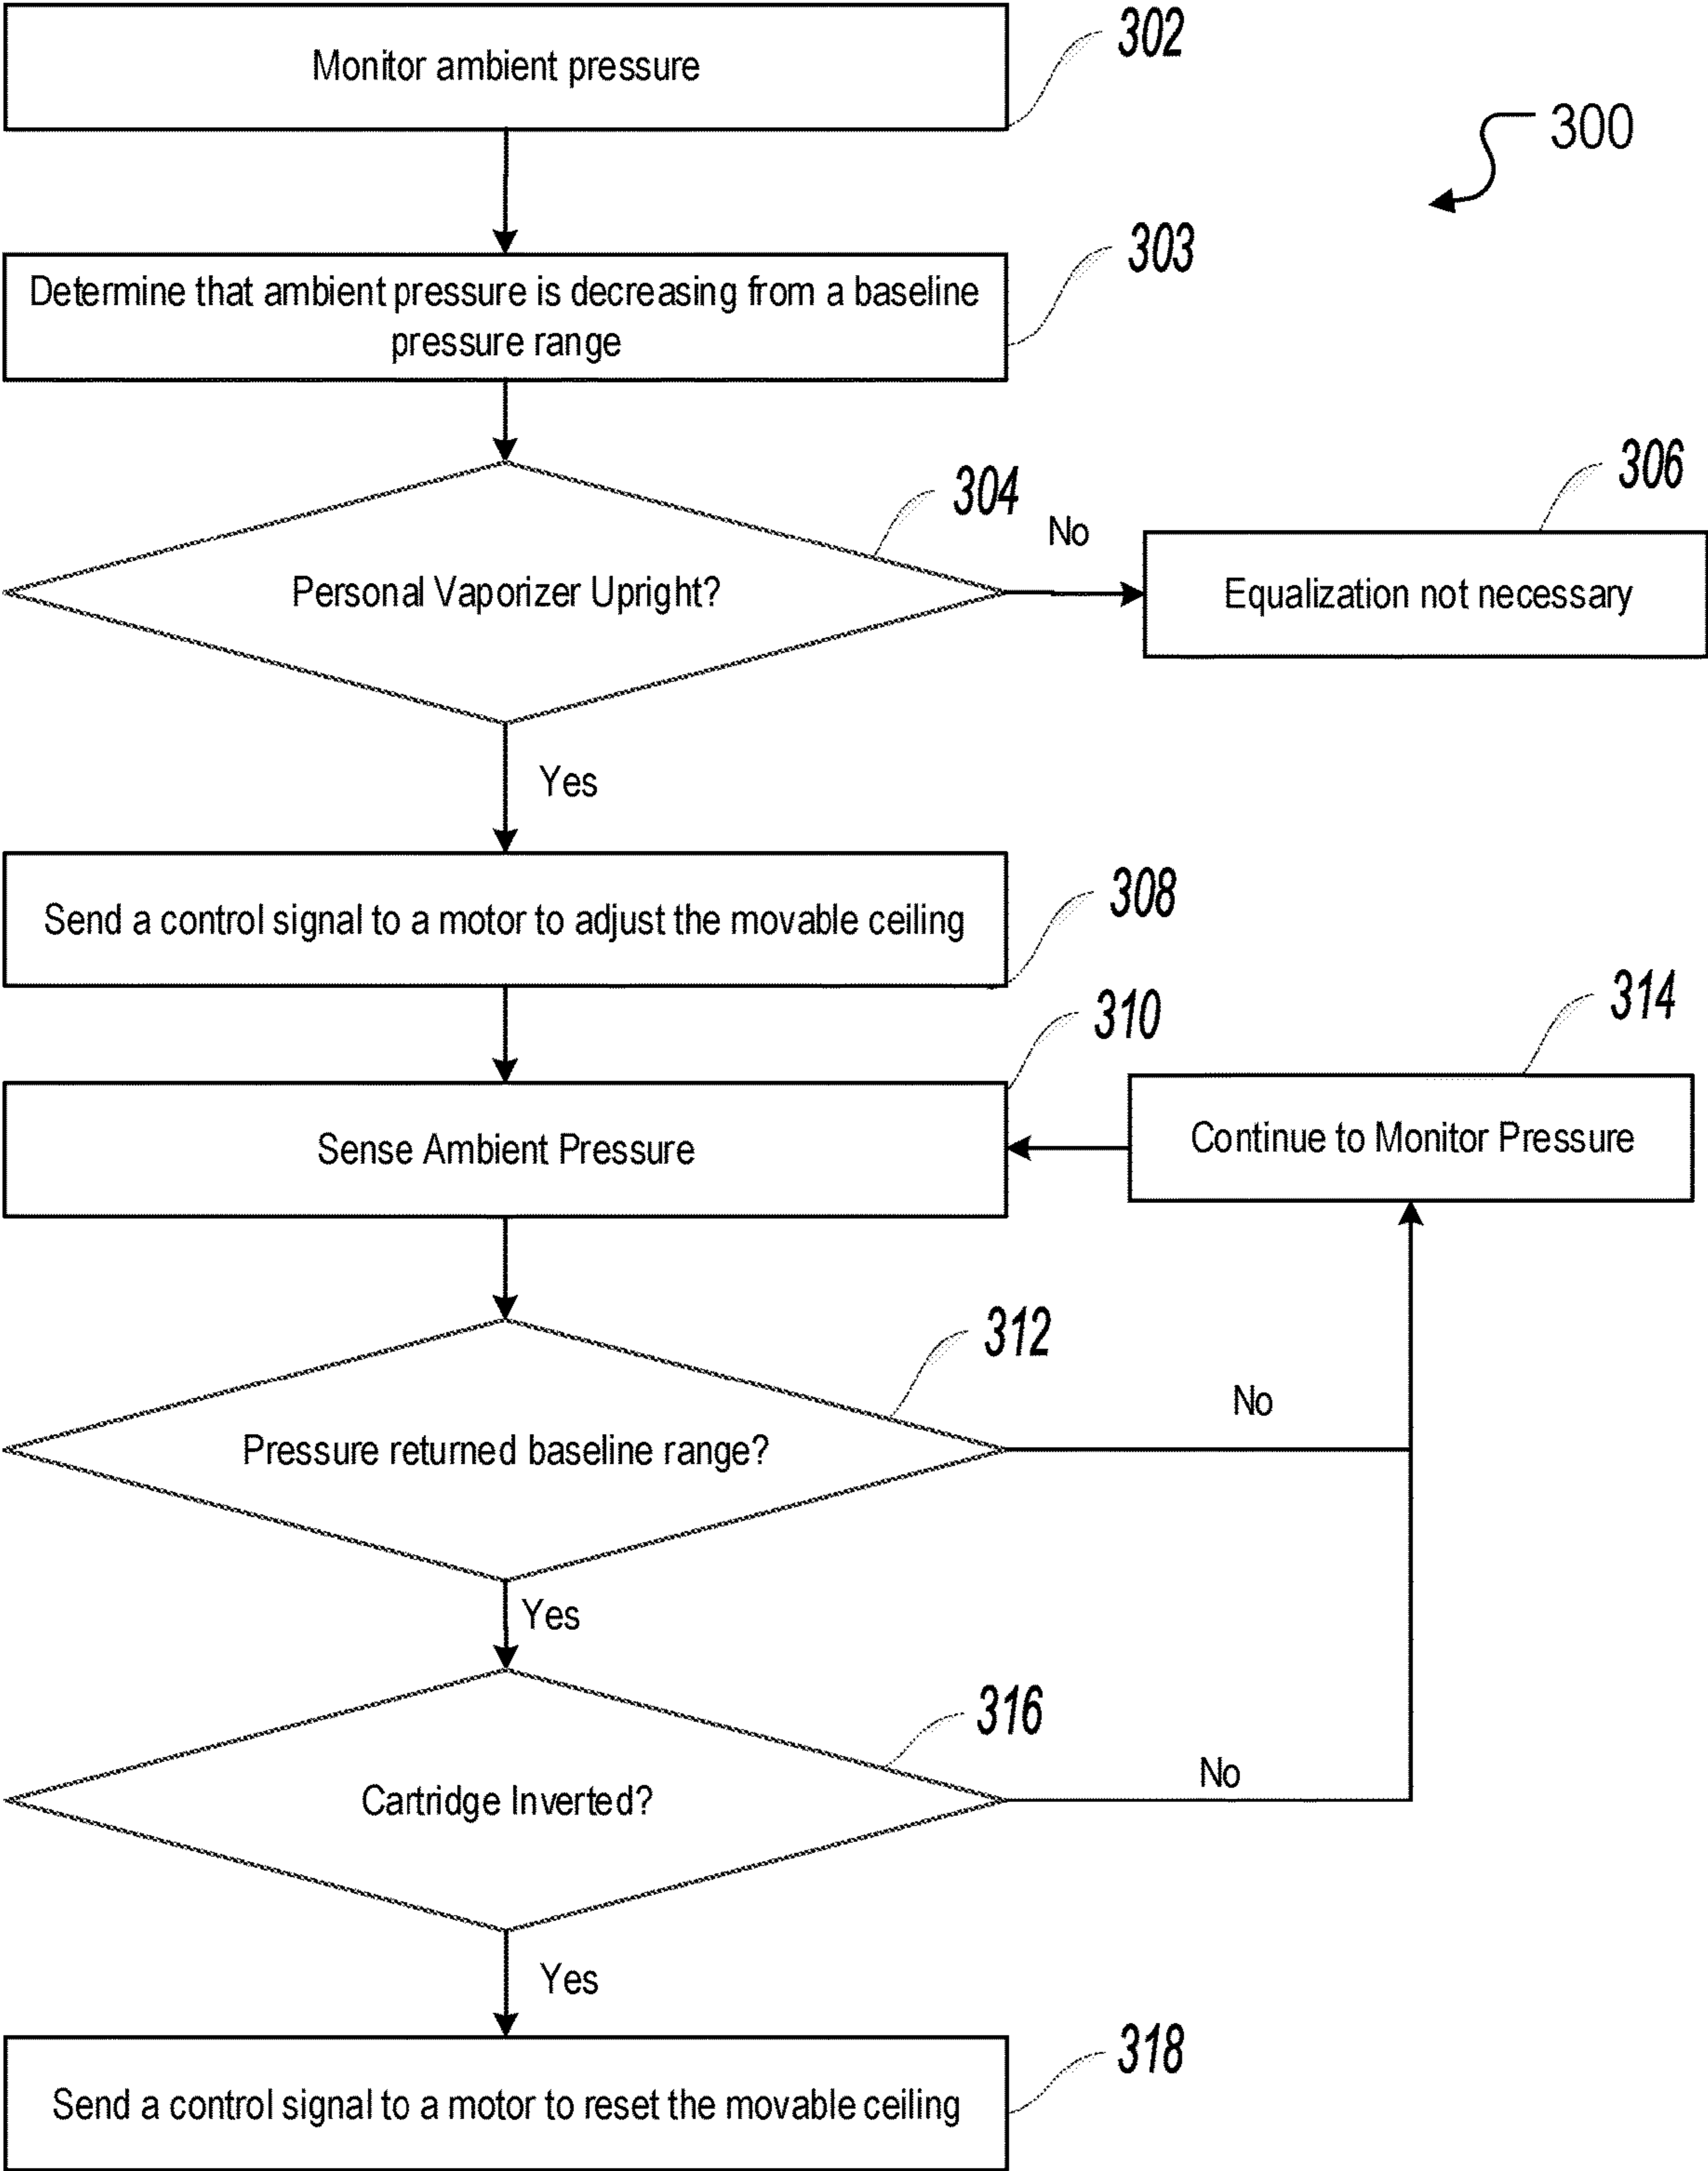 Monitor ambient pressure
302
300
303
Determine that ambient pressure is decreasing from a baseline
pressure range
304
306
No
Personal Vaporizer Upright?
Equalization not necessary
Yes
308
Send a control signal to a motor to adjust the movable ceiling
310
314
Sense Ambient Pressure
Continue to Monitor Pressure
312
No
Pressure returned baseline range?
Yes
316
No
Cartridge Inverted?
Yes
318
Send a control signal to a motor to reset the movable ceiling